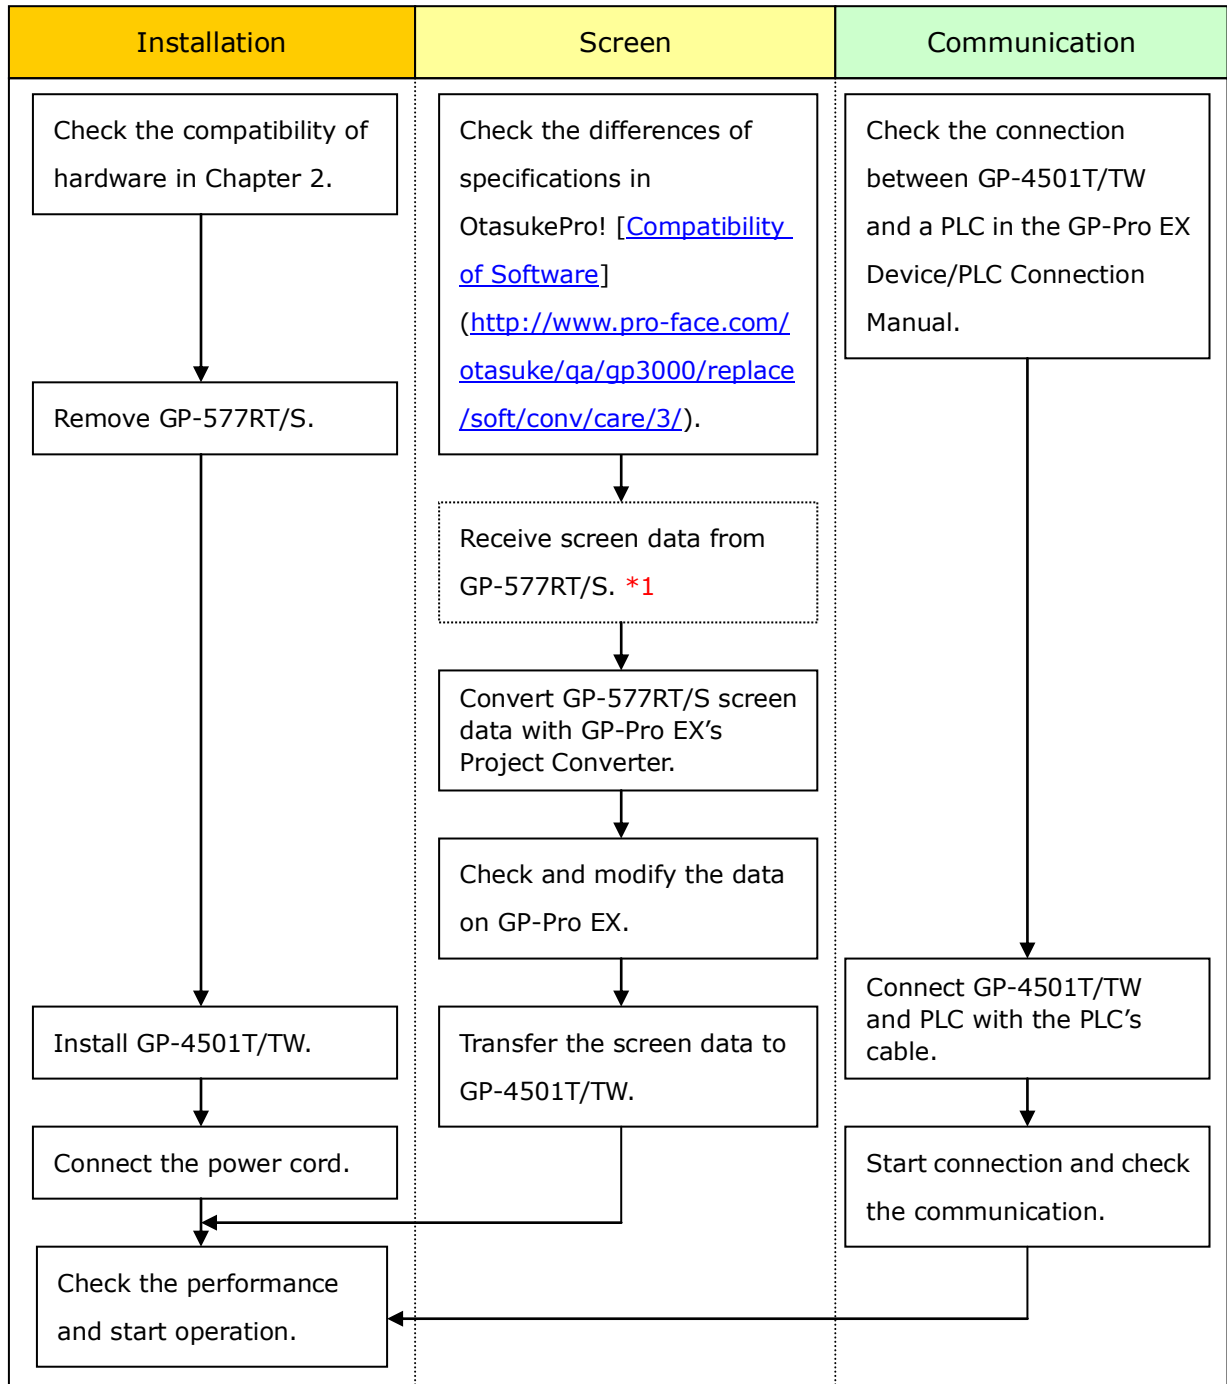 Installation
Screen
Communication
Check the compatibility of
hardware in Chapter 2.
Remove GP-577RT/S.
Install GP-4501T/TW.
Connect the power cord.
Check the performance
and start operation.
Check the differences of
specifications in
OtasukePro! [Compatibility
of Software]
(http://www.pro-face.com/
otasuke/qa/gp3000/replace
/soft/conv/care/3/).
Receive screen data from
GP-577RT/S. *1
Convert GP-577RT/S screen
data with GP-Pro EX’s
Project Converter.
Check and modify the data
on GP-Pro EX.
Transfer the screen data to
GP-4501T/TW.
Check the connection
between GP-4501T/TW
and a PLC in the GP-Pro EX
Device/PLC Connection
Manual.
Connect GP-4501T/TW
and PLC with the PLC’s
cable.
Start connection and check
the communication.